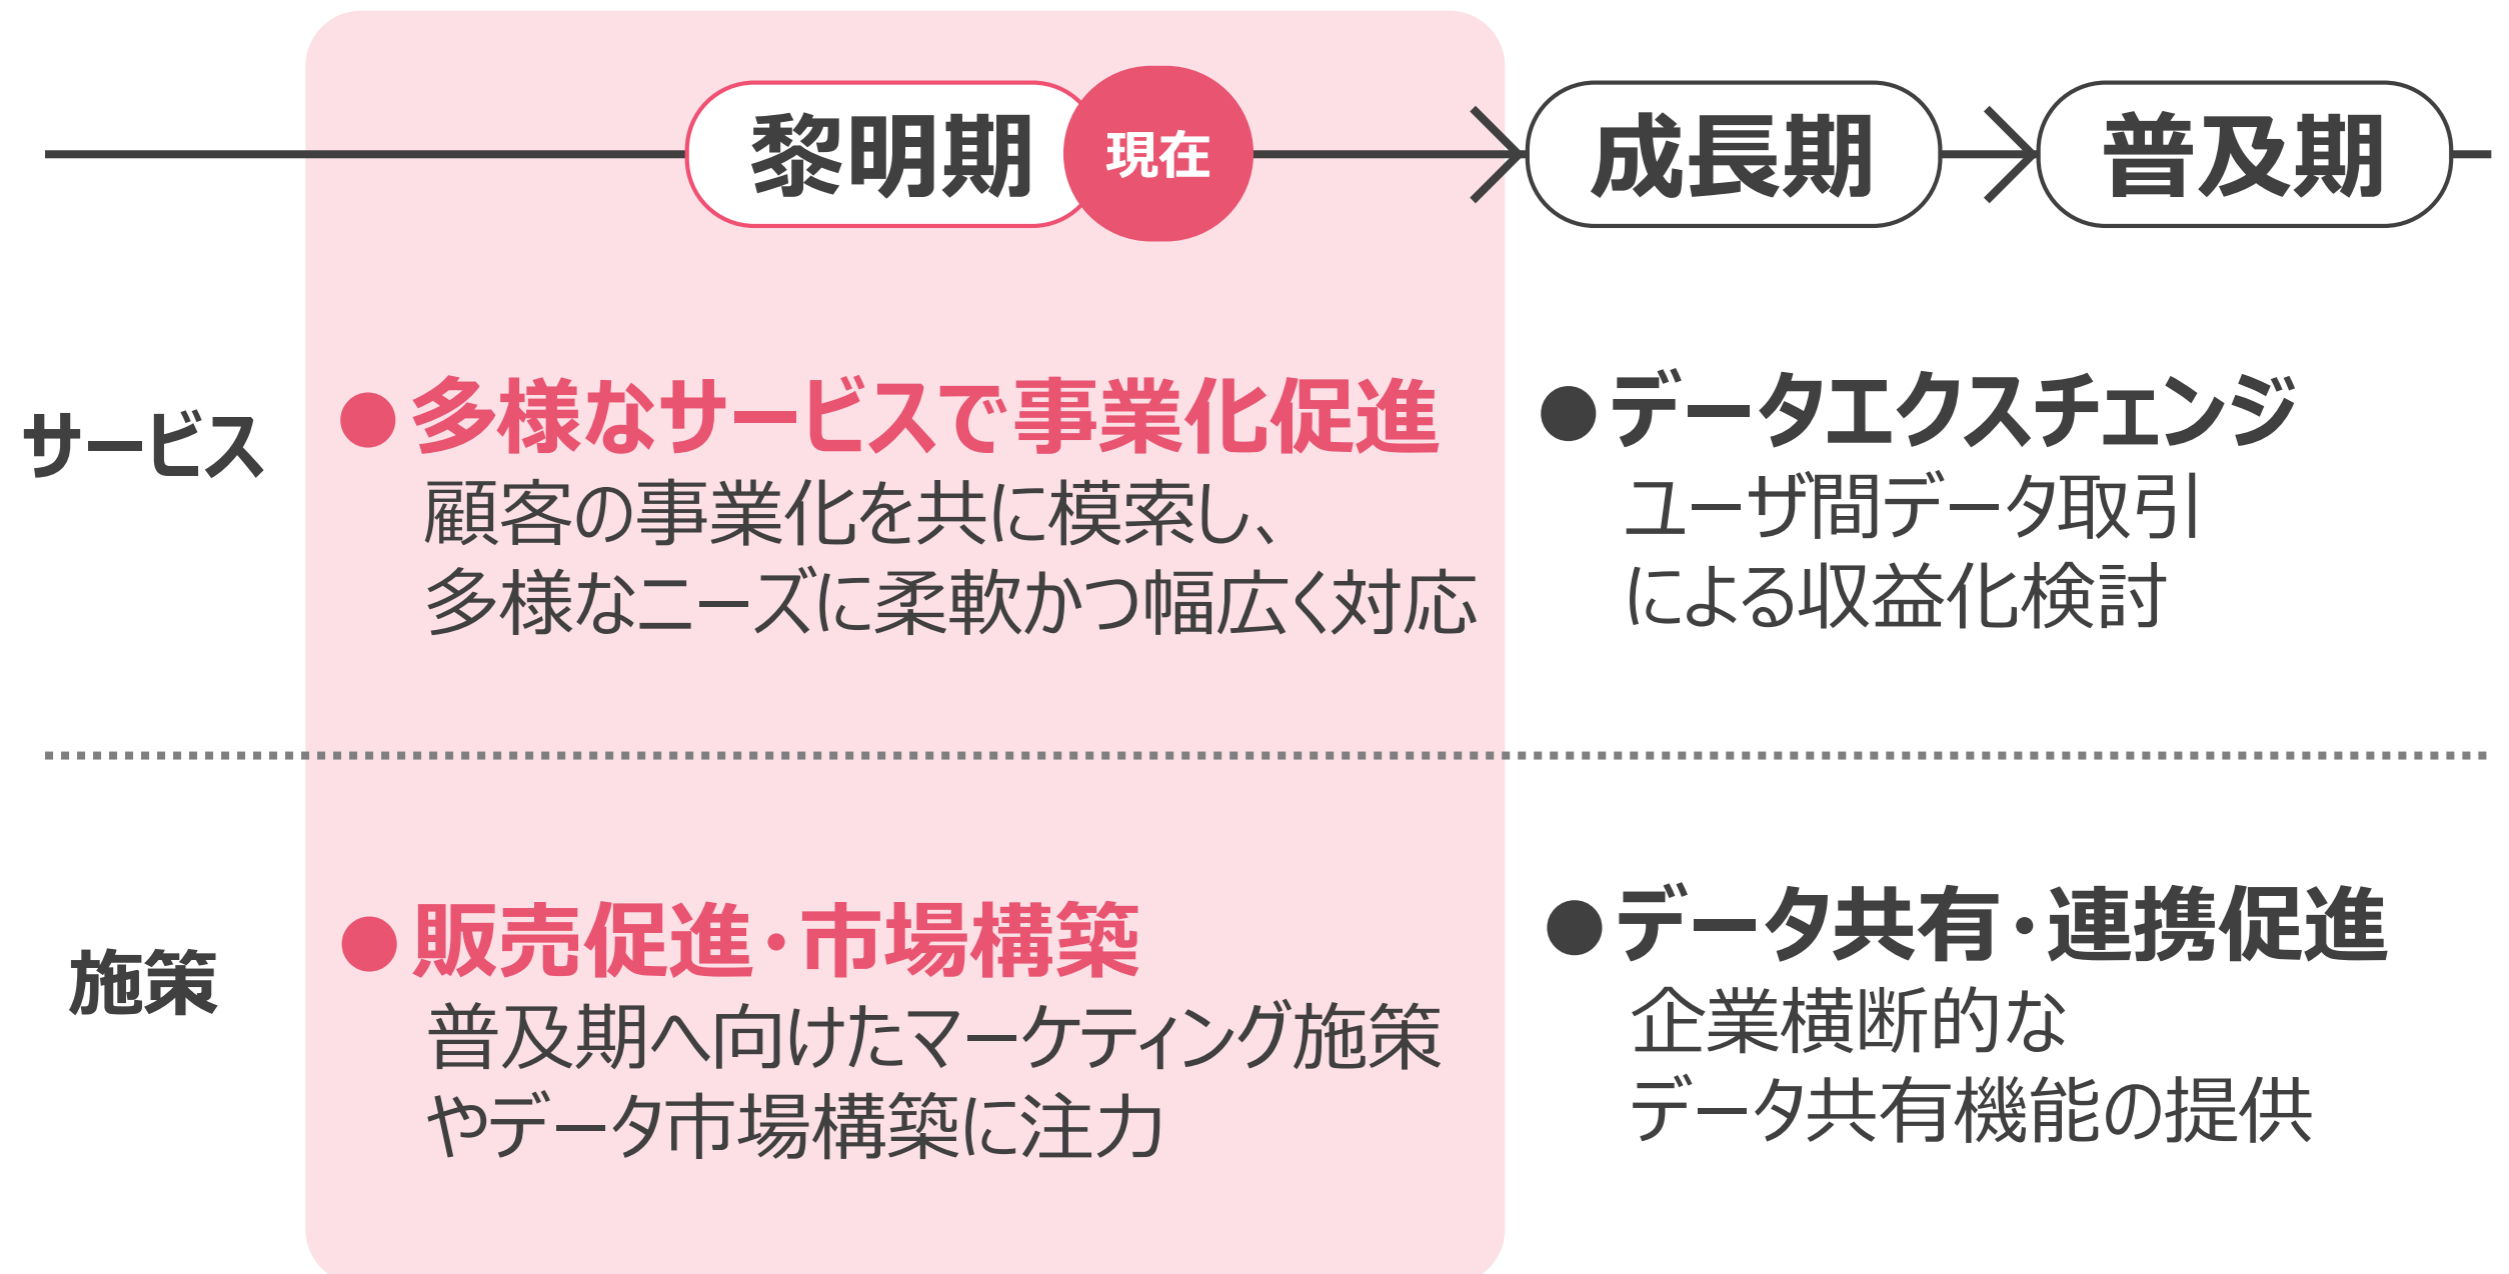 黎明期
現在
成長期
普及期
サービス
●多様なサービスで事業化促進
顧客の事業化を共に模索し、
多様なニーズに柔軟かつ幅広く対応
●データエクスチェンジ
ユーザ間データ取引
による収益化検討
施策
●販売促進・市場構築
普及期へ向けたマーケティング施策
やデータ市場構築に注力
●データ共有・連携促進
企業横断的な
データ共有機能の提供